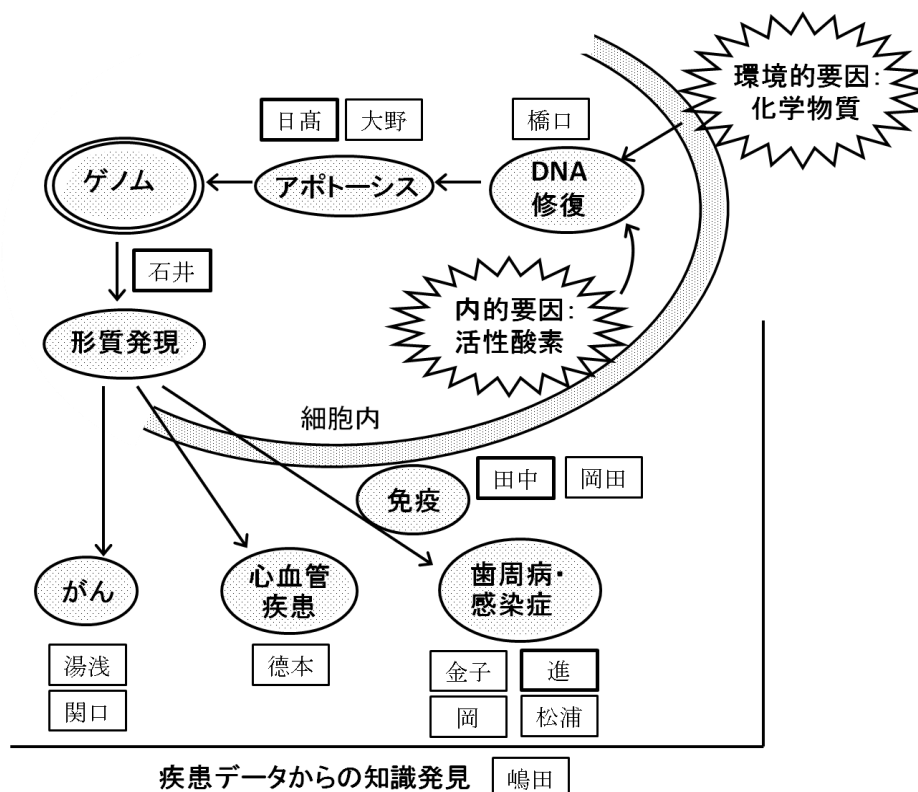 環境的要因:
化学物質
日髙
大野
橋口
ゲノム
アポトーシス
DNA
修復
石井
内的要因:
活性酸素
形質発現
細胞内
免疫
田中
岡田
がん
心血管
疾患
歯周病・
感染症
湯浅
関口
德本
金子
進
岡
松浦
疾患データからの知識発見
嶋田